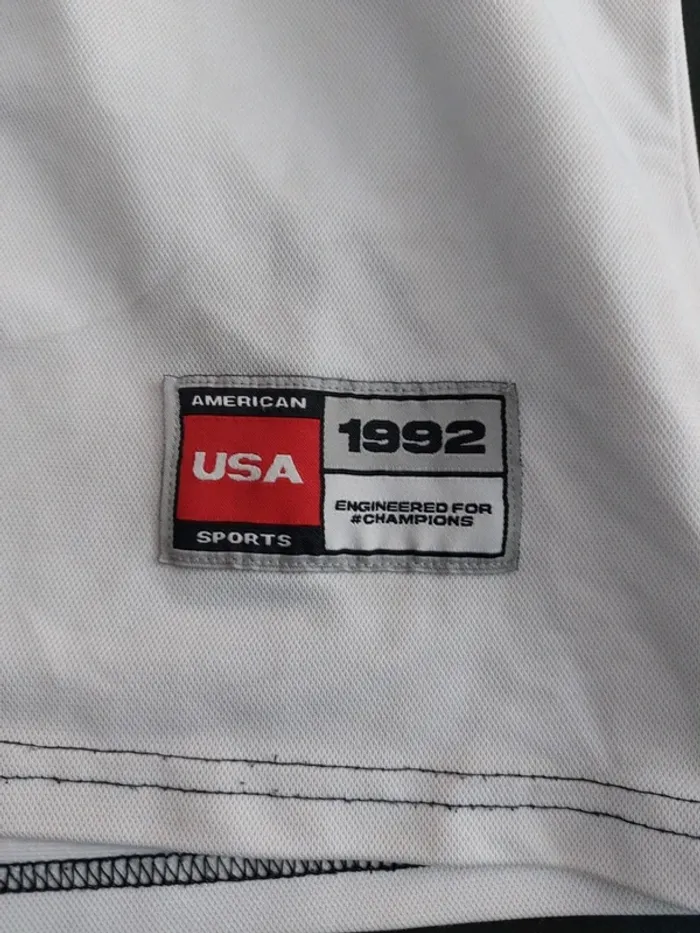 AMERICAN
USA
SPORTS
1992
ENGINEERED FOR
#CHAMPIONS